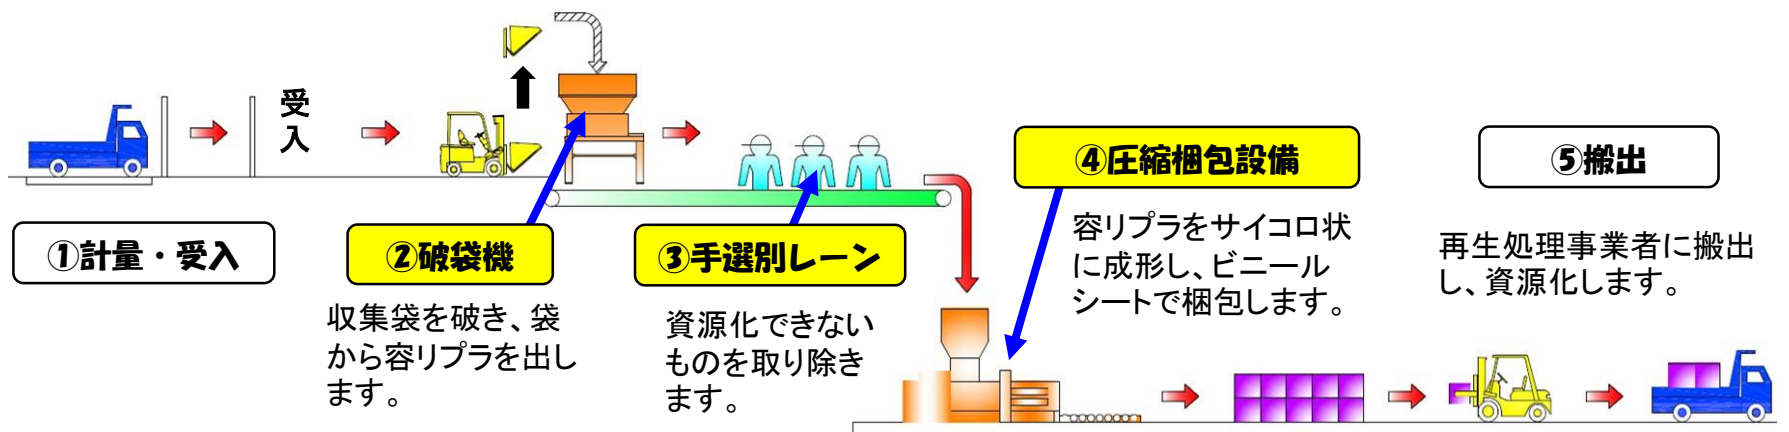 受
入
①計量・受入
②破袋機
収集袋を破き、袋
から容リプラを出し
ます。
③手選別レーン
資源化できない
ものを取り除き
ます。
④圧縮梱包設備
容リプラをサイコロ状
に成形し、ビニール
シートで梱包します。
⑤搬出
再生処理事業者に搬出
し、資源化します。